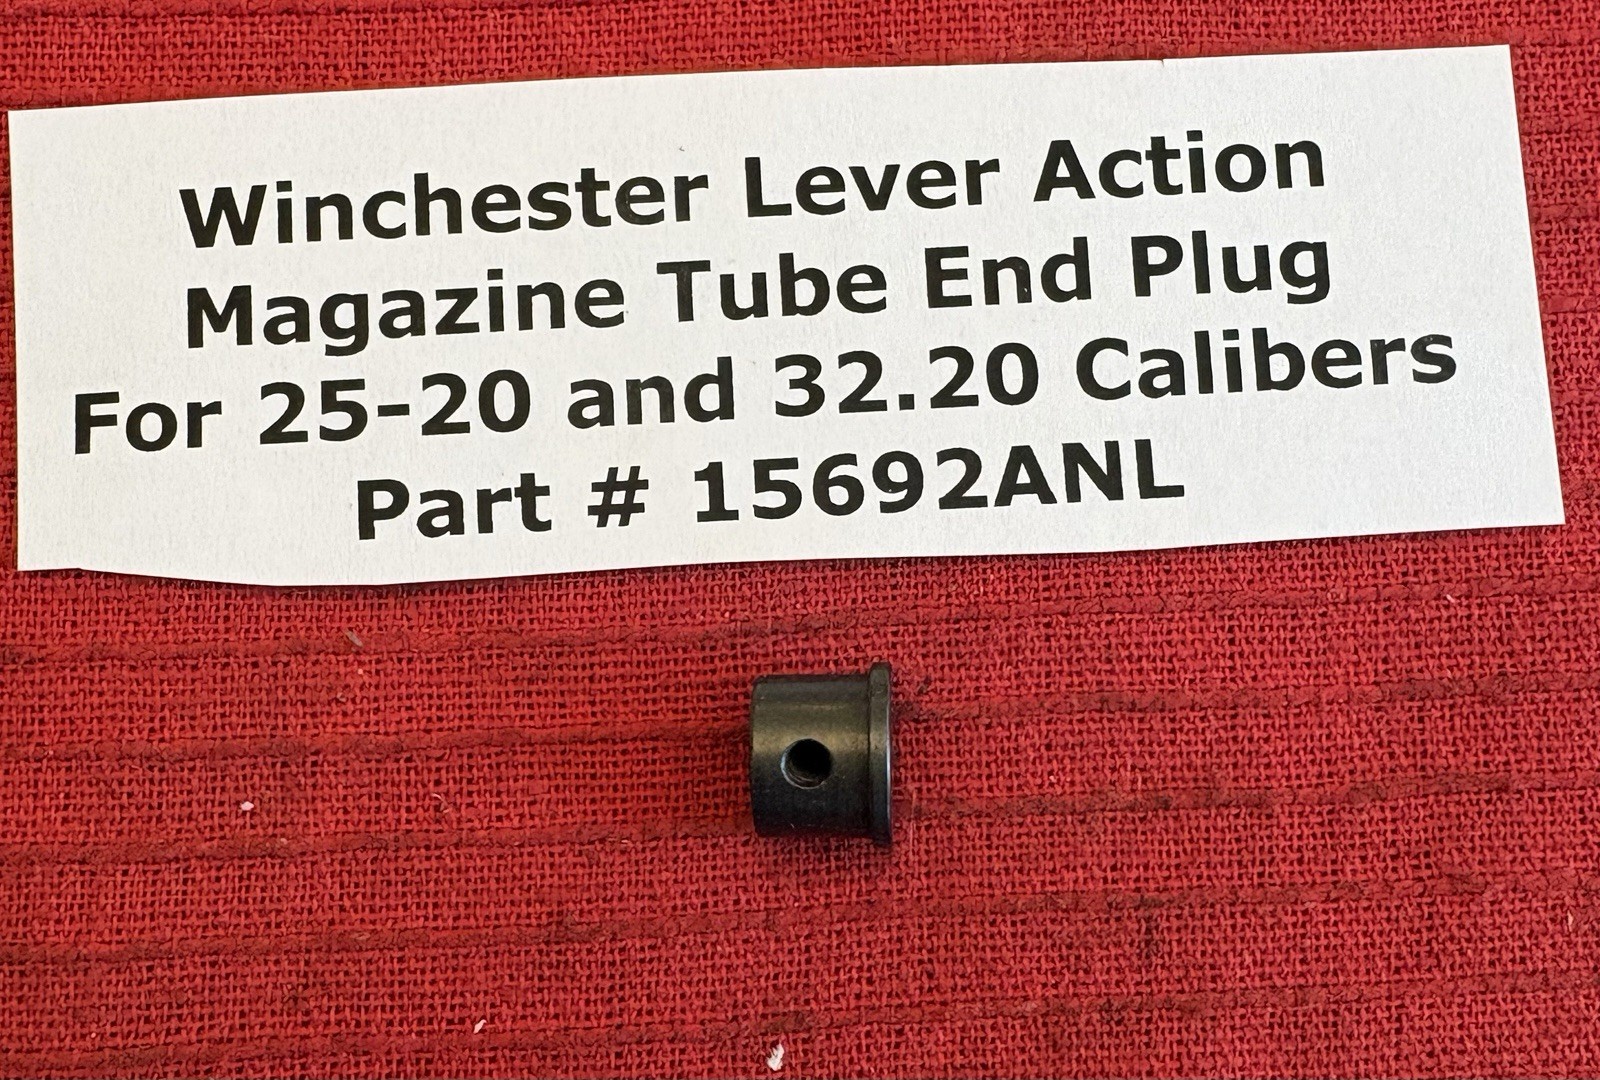 Winchester Lever Action
Magazine Tube End Plug
For 25-20 and 32.20 Calibers
Part # 15692ANL